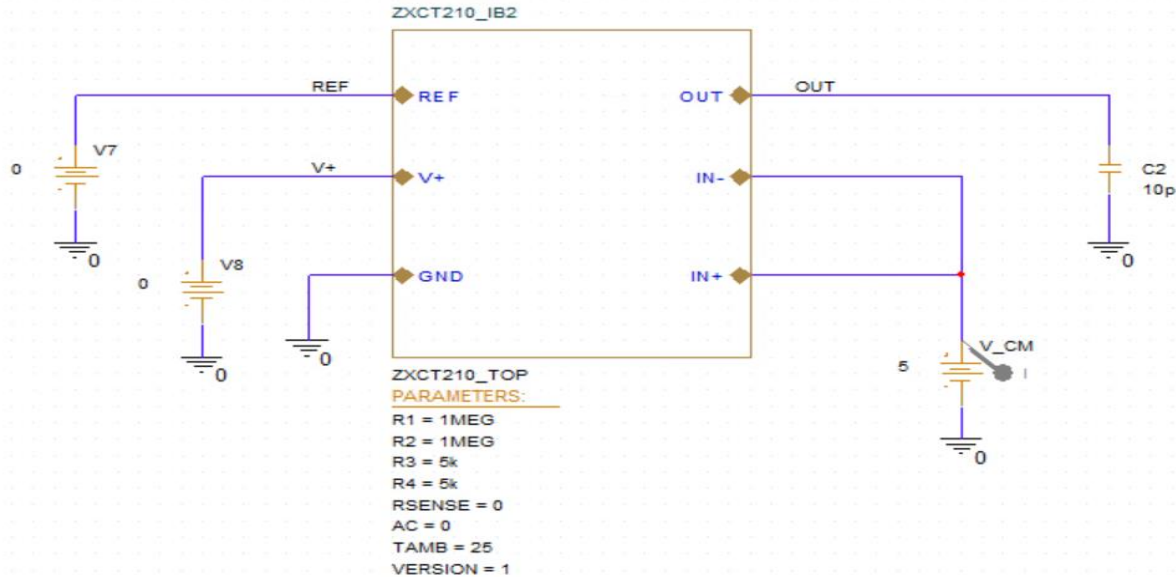 ZXCT210_IB2
REF
REF
OUT
OUT
V7
0
V+
V+
IN-
C2
10p
0
V8
0
GND
IN+
0
0
0
0
V_CM
5
I
0
ZXCT210_TOP
PARAMETERS:
R1 = 1MEG
R2 = 1MEG
R3 = 5k
R4 = 5k
RSENSE = 0
AC = 0
TAMB = 25
VERSION = 1